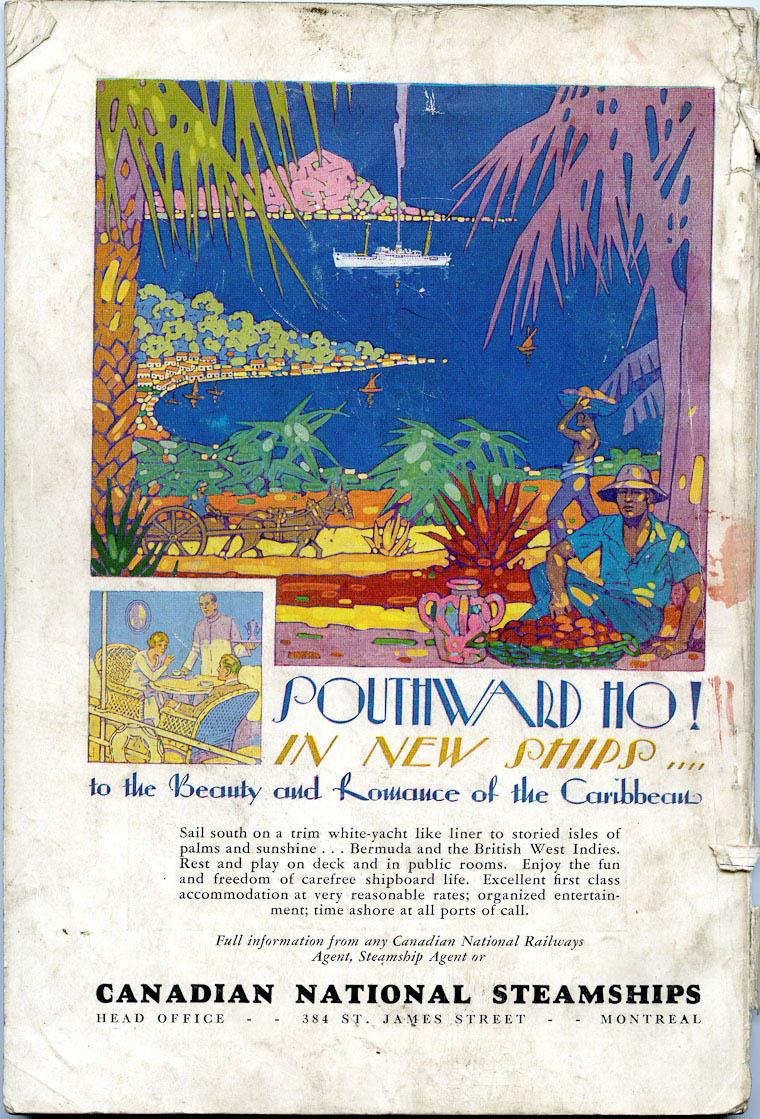 SOUTHWARD HO!
IN NEW SHIPS....
to the Beauty and Romance of the Caribbean
Sail south on a trim white-yacht like liner to storied isles of
palms and sunshine . . . Bermuda and the British West Indies.
Rest and play on deck and in public rooms. Enjoy the fun
and freedom of carefree shipboard life. Excellent first class
accommodation at very reasonable rates; organized entertain-
ment; time ashore at all ports of call.
Full information from any Canadian National Railways
Agent, Steamship Agent or
CANADIAN NATIONAL STEAMSHIPS
HEAD OFFICE - - 384 ST. JAMES STREET - - MONTREAL